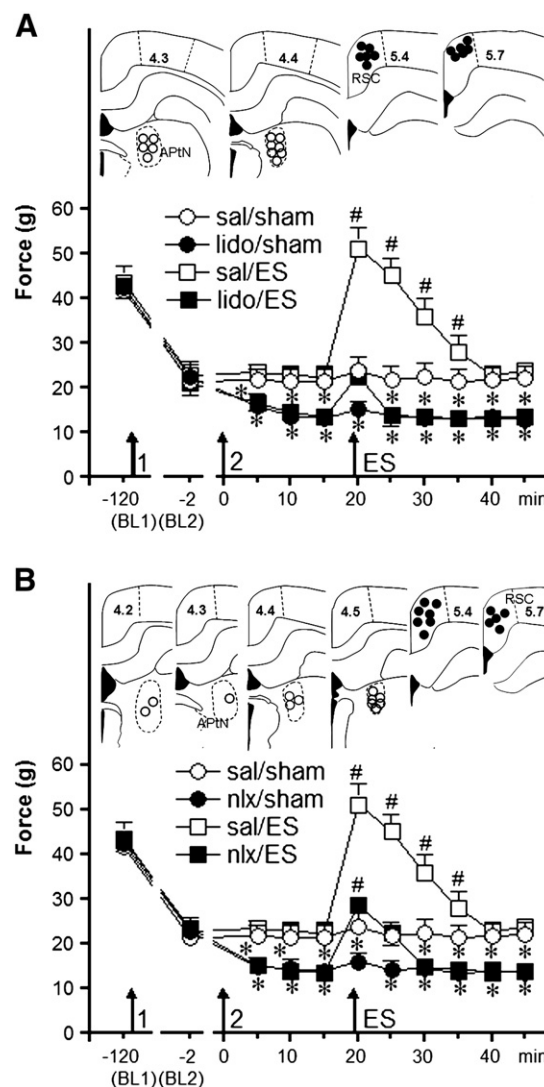 A
4.3
4.4
5.4
5.7
RSC
APtN
Force (g)
60
50
40
30
20
10
0
sal/sham
lido/sham
sal/ES
lido/ES
# # # #
* * * * * * * * *
* * * * * * * * *
1
2
ES
-120 -2 0 10 20 30 40 min
(BL1) (BL2)
B
4.2
4.3
4.4
4.5
5.4
RSC
5.7
APtN
Force (g)
60
50
40
30
20
10
0
sal/sham
nlx/sham
sal/ES
nlx/ES
# # # #
#
* * * * * * *
* * * * * * * * *
1
2
ES
-120 -2 0 10 20 30 40 min
(BL1) (BL2)